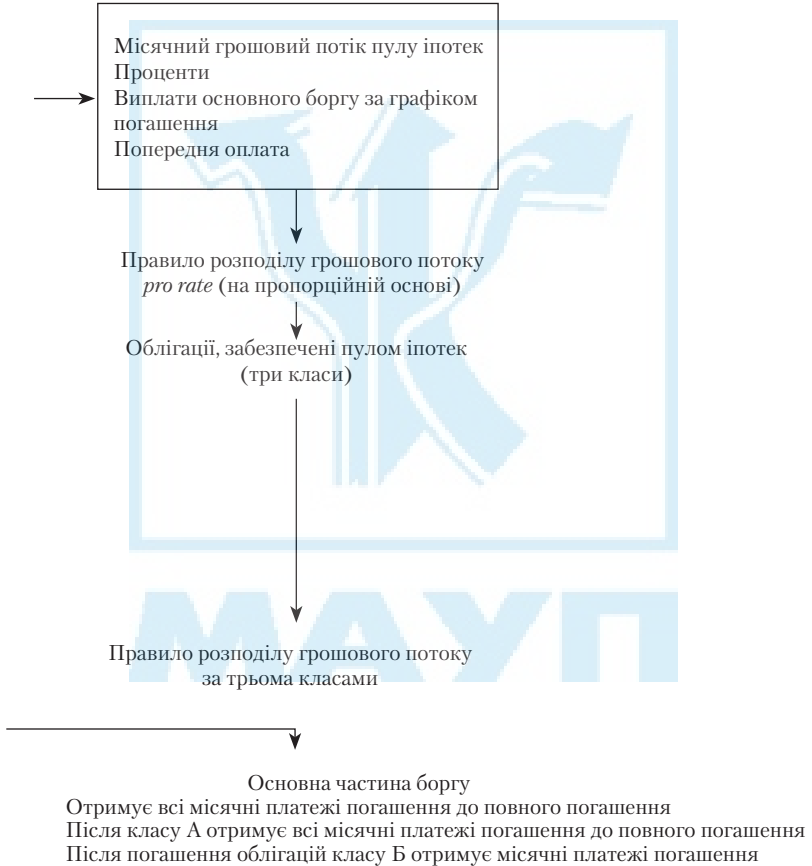 Місячний грошовий потік пулу іпотек
Проценти
Виплати основного боргу за графіком
погашення
Попередня оплата
Правило розподілу грошового потоку
pro rate (на пропорційній основі)
Облігації, забезпечені пулом іпотек
(три класи)
МАУП
Правило розподілу грошового потоку
за трьома класами
Основна частина боргу
Отримує всі місячні платежі погашення до повного погашення
Після класу А отримує всі місячні платежі погашення до повного погашення
Після погашення облігацій класу Б отримує місячні платежі погашення